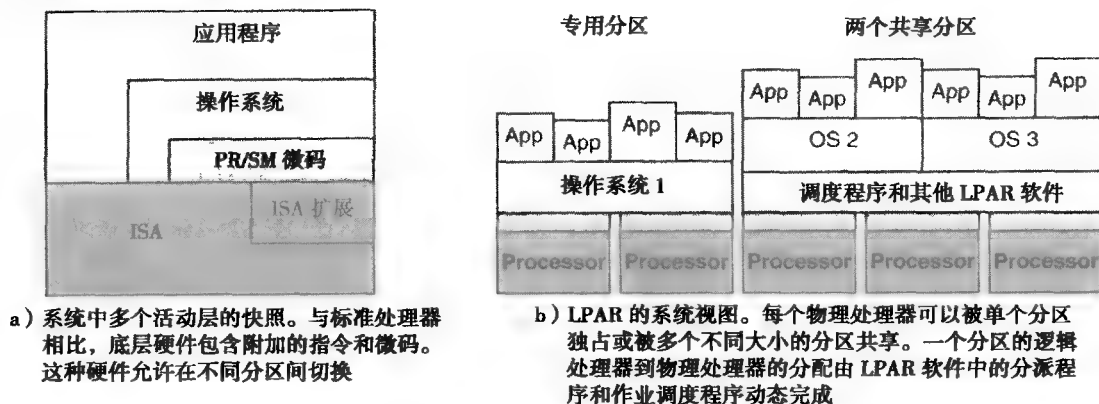 应用程序
操作系统
PR/SM 微码
ISA 扩展
ISA
a）系统中多个活动层的快照。与标准处理器
相比，底层硬件包含附加的指令和微码。
这种硬件允许在不同分区间切换
专用分区
两个共享分区
App App App App
App App App App App App
OS 2 OS 3
操作系统 1
调度程序和其他 LPAR 软件
Processor Processor Processor Processor Processor
b）LPAR 的系统视图。每个物理处理器可以被单个分区
独占或被多个不同大小的分区共享。一个分区的逻辑
处理器到物理处理器的分配由 LPAR 软件中的分派程
序和作业调度程序动态完成